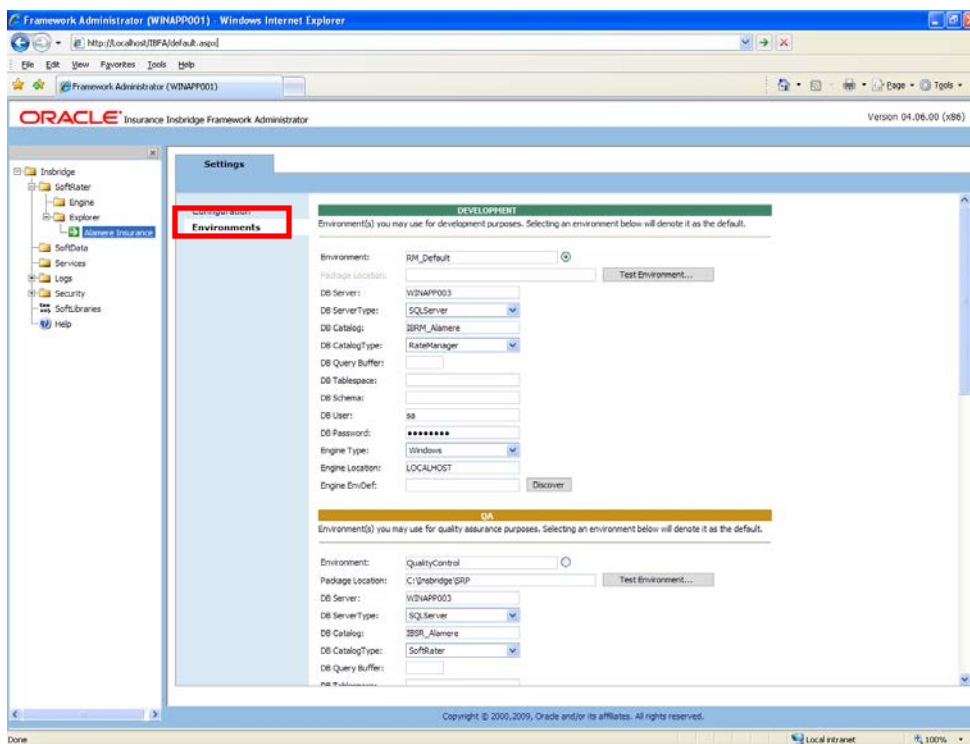 Framework Administrator (WINAPP001) - Windows Internet Explorer
http://localhost/IBFA/default.aspx
File Edit View Favorites Tools Help
Framework Administrator (WINAPP001)
Page Tools
ORACLE Insurance Insbridge Framework Administrator
Version 04.06.00 (x86)
Insbridge
SoftRater
Engine
Explorer
Alamere Insurance
SoftData
Services
Logs
Security
SoftLibraries
Help
Settings
Configuration
Environments
DEVELOPMENT
Environment(s) you may use for development purposes. Selecting an environment below will denote it as the default.
Environment: RM_Default
Package Location: Test Environment...
DB Server: WINAPP003
DB ServerType: SQLServer
DB Catalog: IBRM_Alamere
DB CatalogType: RateManager
DB Query Buffer:
DB Tablespace:
DB Schema:
DB User: sa
DB Password: ••••••••
Engine Type: Windows
Engine Location: LOCALHOST
Engine EnvDef: Discover
QA
Environment(s) you may use for quality assurance purposes. Selecting an environment below will denote it as the default.
Environment: QualityControl
Package Location: C:\Insbridge\SRP Test Environment...
DB Server: WINAPP003
DB ServerType: SQLServer
DB Catalog: IBSR_Alamere
DB CatalogType: SoftRater
DB Query Buffer:
DB Tablespace:
Copyright © 2000,2009, Oracle and/or its affiliates. All rights reserved.
Done
Local intranet
100%